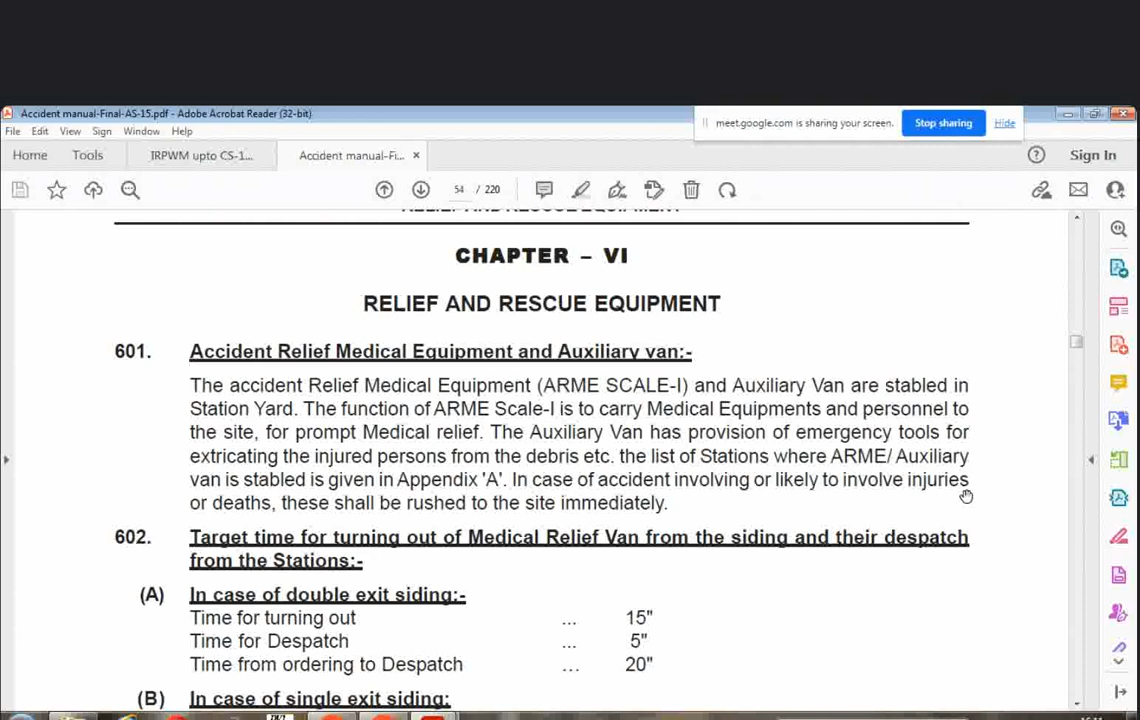 Accident manual-Final-AS-15.pdf - Adobe Acrobat Reader (32-bit)
meet.google.com is sharing your screen. Stop sharing Hide
File Edit View Sign Window Help
Home Tools IRPWM upto CS-1... Accident manual-Fi... × Sign In
54 / 220
RELIEF AND RESCUE EQUIPMENT
CHAPTER – VI
RELIEF AND RESCUE EQUIPMENT
601. Accident Relief Medical Equipment and Auxiliary van:-
The accident Relief Medical Equipment (ARME SCALE-I) and Auxiliary Van are stabled in
Station Yard. The function of ARME Scale-I is to carry Medical Equipments and personnel to
the site, for prompt Medical relief. The Auxiliary Van has provision of emergency tools for
extricating the injured persons from the debris etc. the list of Stations where ARME/ Auxiliary
van is stabled is given in Appendix 'A'. In case of accident involving or likely to involve injuries
or deaths, these shall be rushed to the site immediately.
602. Target time for turning out of Medical Relief Van from the siding and their despatch
from the Stations:-
(A) In case of double exit siding:-
Time for turning out ... 15"
Time for Despatch ... 5"
Time from ordering to Despatch ... 20"
(B) In case of single exit siding: